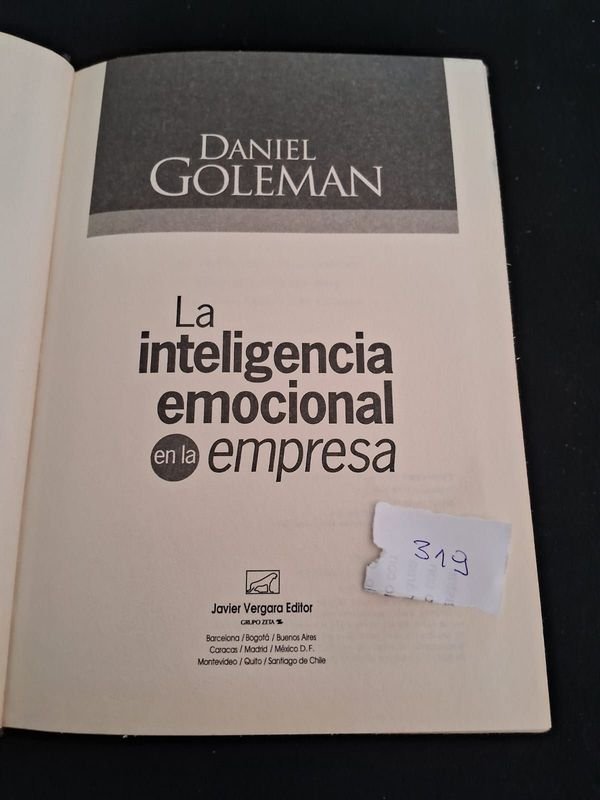 DANIEL
GOLEMAN
La
inteligencia
emocional
en la empresa
319
Javier Vergara Editor
GRUPO ZETA
Barcelona / Bogotá / Buenos Aires
Caracas / Madrid / México D. F.
Montevideo / Quito / Santiago de Chile